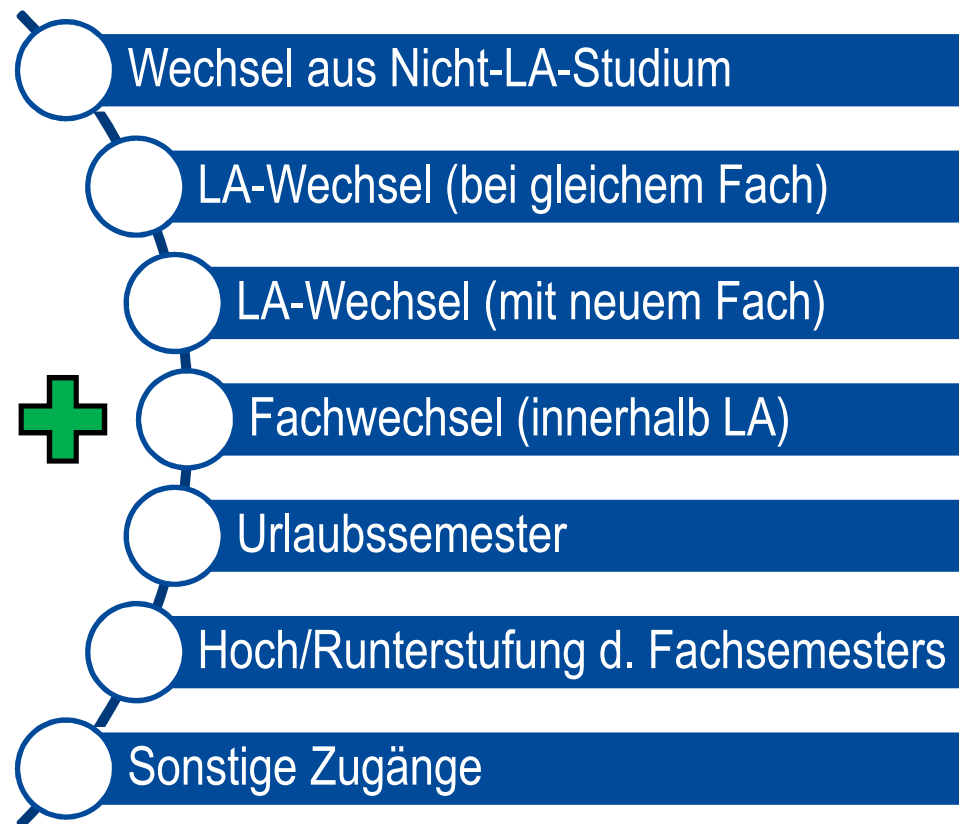 Wechsel aus Nicht-LA-Studium
LA-Wechsel (bei gleichem Fach)
LA-Wechsel (mit neuem Fach)
Fachwechsel (innerhalb LA)
Urlaubssemester
Hoch/Runterstufung d. Fachsemesters
Sonstige Zugänge